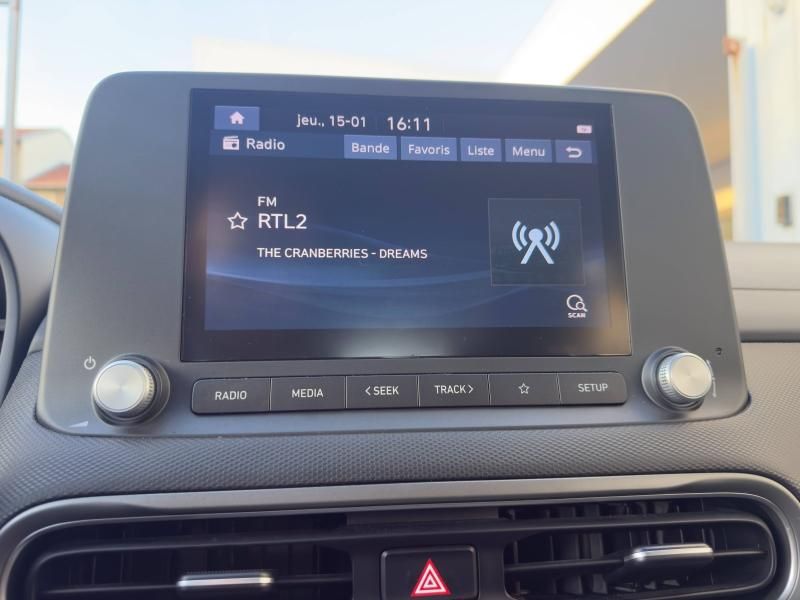 jeu., 15-01 16:11
Radio Bande Favoris Liste Menu
FM
RTL2
THE CRANBERRIES - DREAMS
SCAN
RADIO MEDIA < SEEK TRACK > SETUP